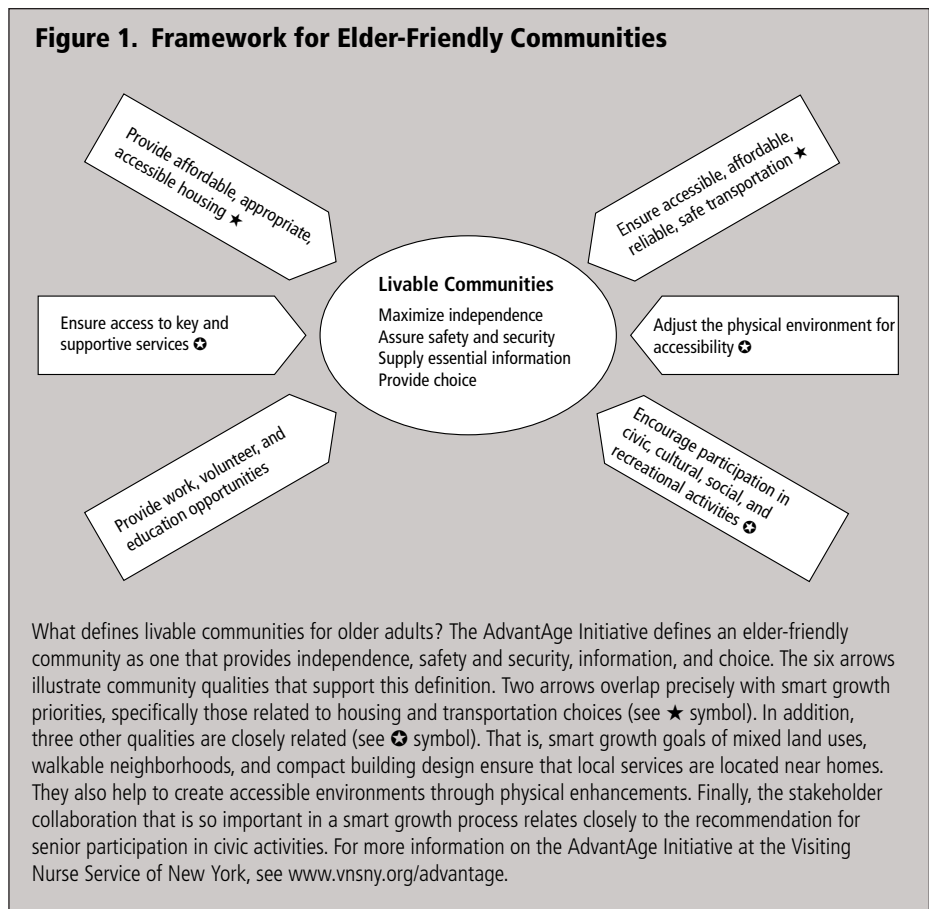 Figure 1. Framework for Elder-Friendly Communities
Provide affordable, appropriate,
accessible housing ★
Ensure accessible, affordable,
reliable, safe transportation ★
Livable Communities
Maximize independence
Assure safety and security
Supply essential information
Provide choice
Ensure access to key and
supportive services ✪
Adjust the physical environment for
accessibility ✪
Provide work, volunteer, and
education opportunities
Encourage participation in
civic, cultural, social, and
recreational activities ✪
What defines livable communities for older adults? The AdvantAge Initiative defines an elder-friendly
community as one that provides independence, safety and security, information, and choice. The six arrows
illustrate community qualities that support this definition. Two arrows overlap precisely with smart growth
priorities, specifically those related to housing and transportation choices (see ★ symbol). In addition,
three other qualities are closely related (see ✪ symbol). That is, smart growth goals of mixed land uses,
walkable neighborhoods, and compact building design ensure that local services are located near homes.
They also help to create accessible environments through physical enhancements. Finally, the stakeholder
collaboration that is so important in a smart growth process relates closely to the recommendation for
senior participation in civic activities. For more information on the AdvantAge Initiative at the Visiting
Nurse Service of New York, see www.vnsny.org/advantage.